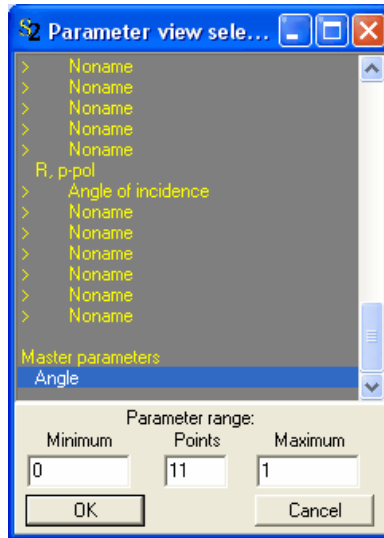 S2 Parameter view sele...
> Noname
> Noname
> Noname
> Noname
> Noname
R, p-pol
> Angle of incidence
> Noname
> Noname
> Noname
> Noname
> Noname
> Noname
Master parameters
Angle
Parameter range:
Minimum Points Maximum
0 11 1
OK Cancel